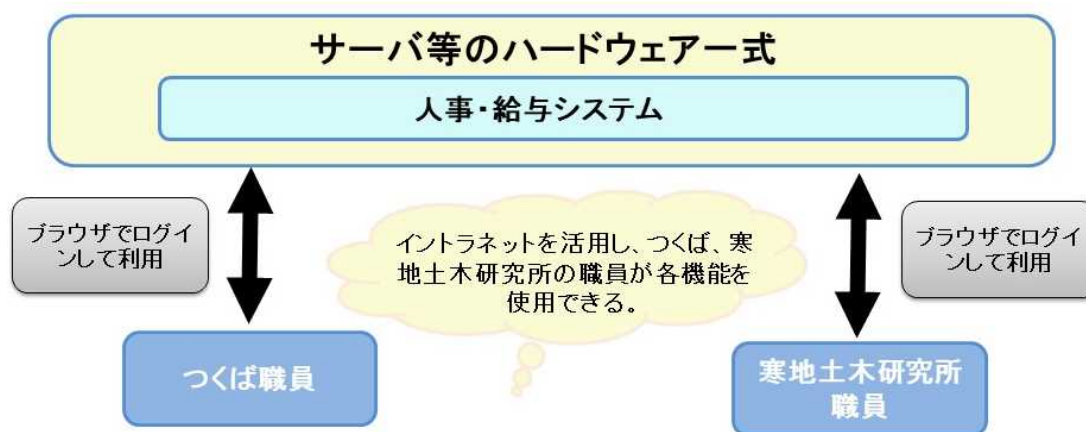 サーバ等のハードウェアー式
人事・給与システム
ブラウザでログイ
ンして利用
イントラネットを活用し、つくば、寒
地土木研究所の職員が各機能を
使用できる。
ブラウザでログイ
ンして利用
つくば職員
寒地土木研究所
職員